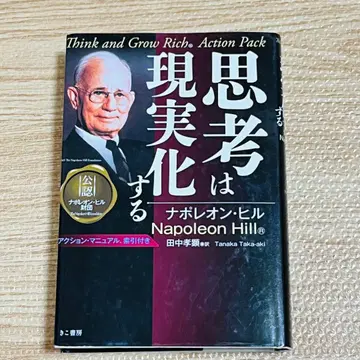 Think and Grow Rich® Action Pack
思考は
現実化する
公認
ナポレオン・ヒル
財団
ナポレオン・ヒル
Napoleon Hill®
アクション・マニュアル、索引付き
田中孝顕 訳 Tanaka Taka-aki
きこ書房
する